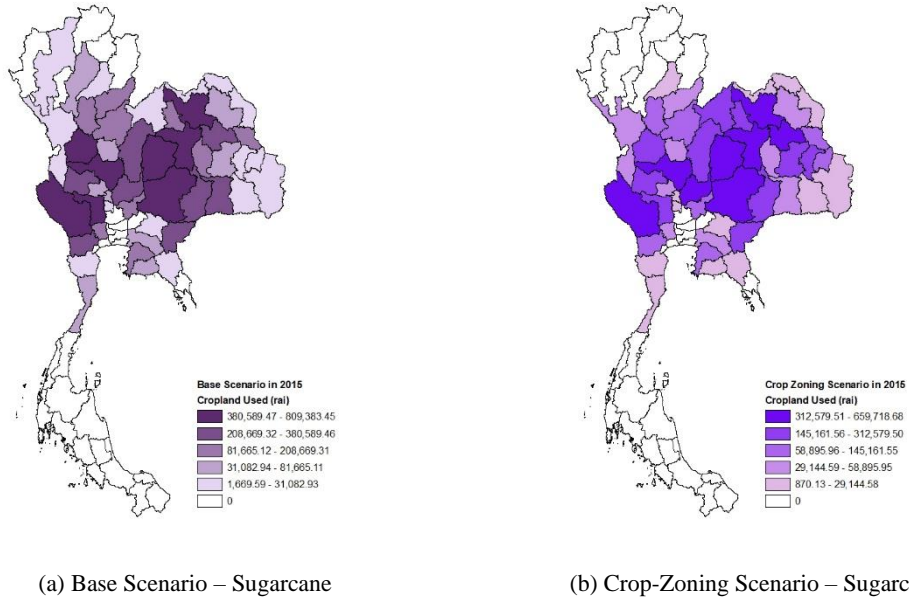 Base Scenario in 2015
Cropland Used (rai)
380,589.47 - 809,383.45
208,669.32 - 380,589.46
81,665.12 - 208,669.31
31,082.94 - 81,665.11
1,669.59 - 31,082.93
0
Crop Zoning Scenario in 2015
Cropland Used (rai)
312,579.51 - 659,718.68
145,161.56 - 312,579.50
58,895.96 - 145,161.55
29,144.59 - 58,895.95
870.13 - 29,144.58
0
(a) Base Scenario – Sugarcane
(b) Crop-Zoning Scenario – Sugarc